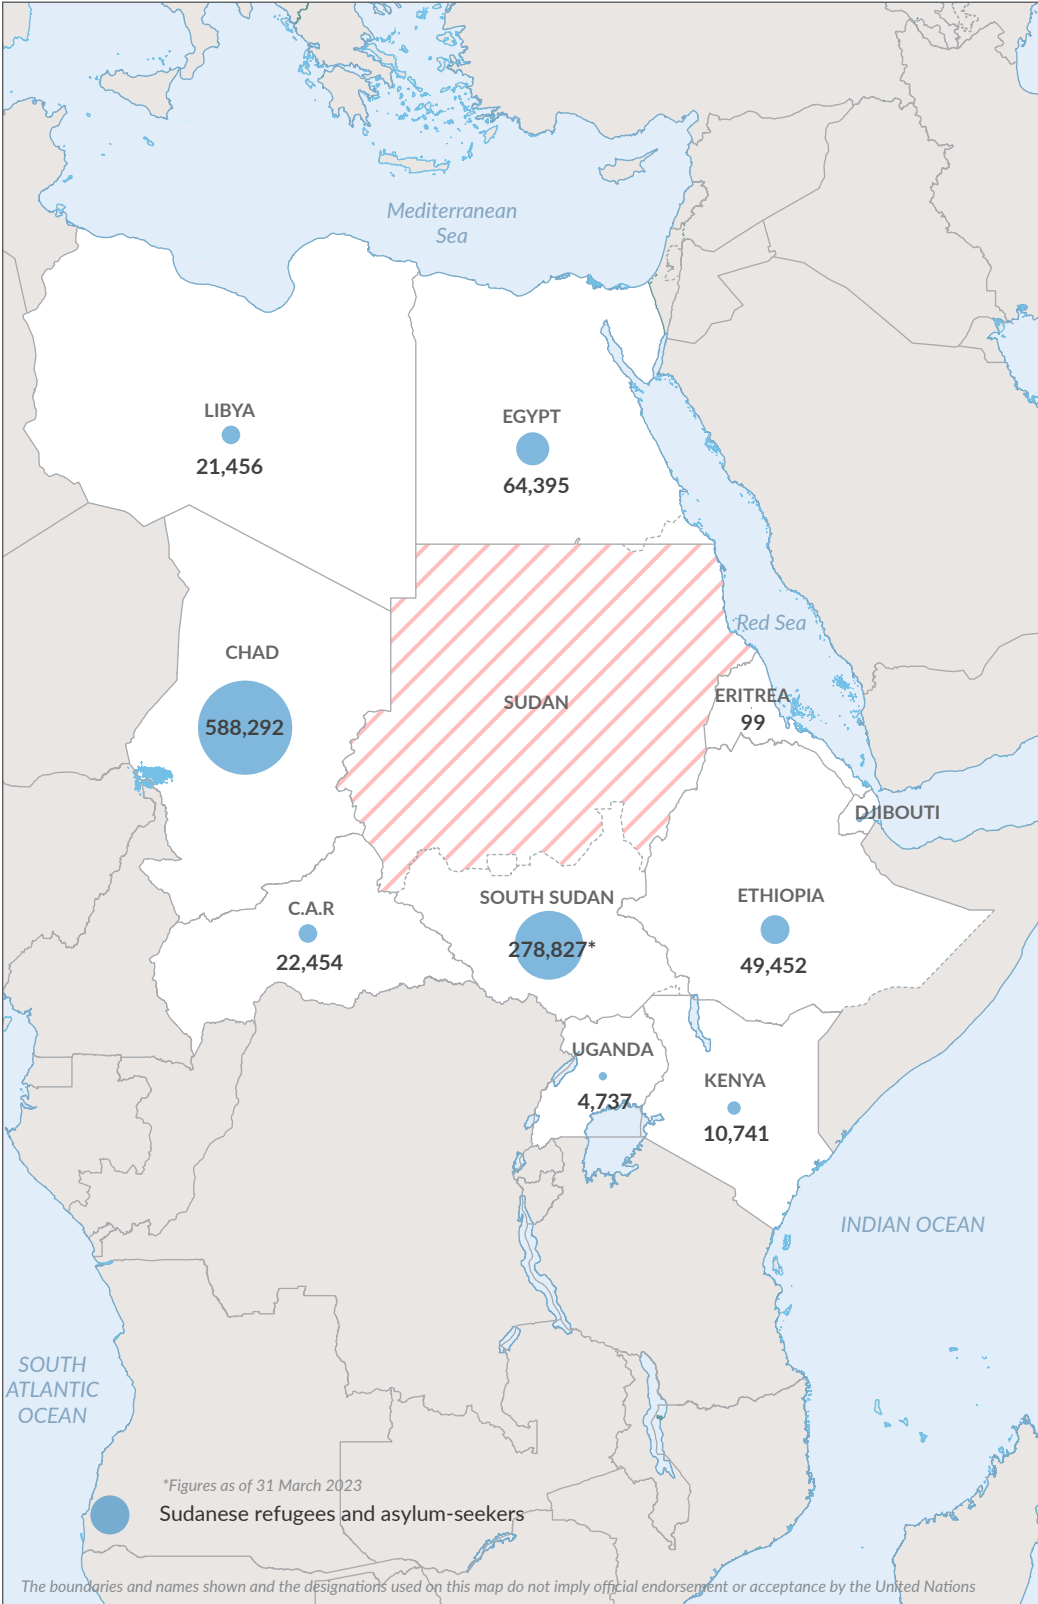 Mediterranean
Sea
LIBYA
21,456
EGYPT
64,395
Red Sea
CHAD
588,292
SUDAN
ERITREA
99
DJIBOUTI
C.A.R
22,454
SOUTH SUDAN
278,827*
ETHIOPIA
49,452
UGANDA
4,737
KENYA
10,741
INDIAN OCEAN
SOUTH
ATLANTIC
OCEAN
*Figures as of 31 March 2023
Sudanese refugees and asylum-seekers
The boundaries and names shown and the designations used on this map do not imply official endorsement or acceptance by the United Nations